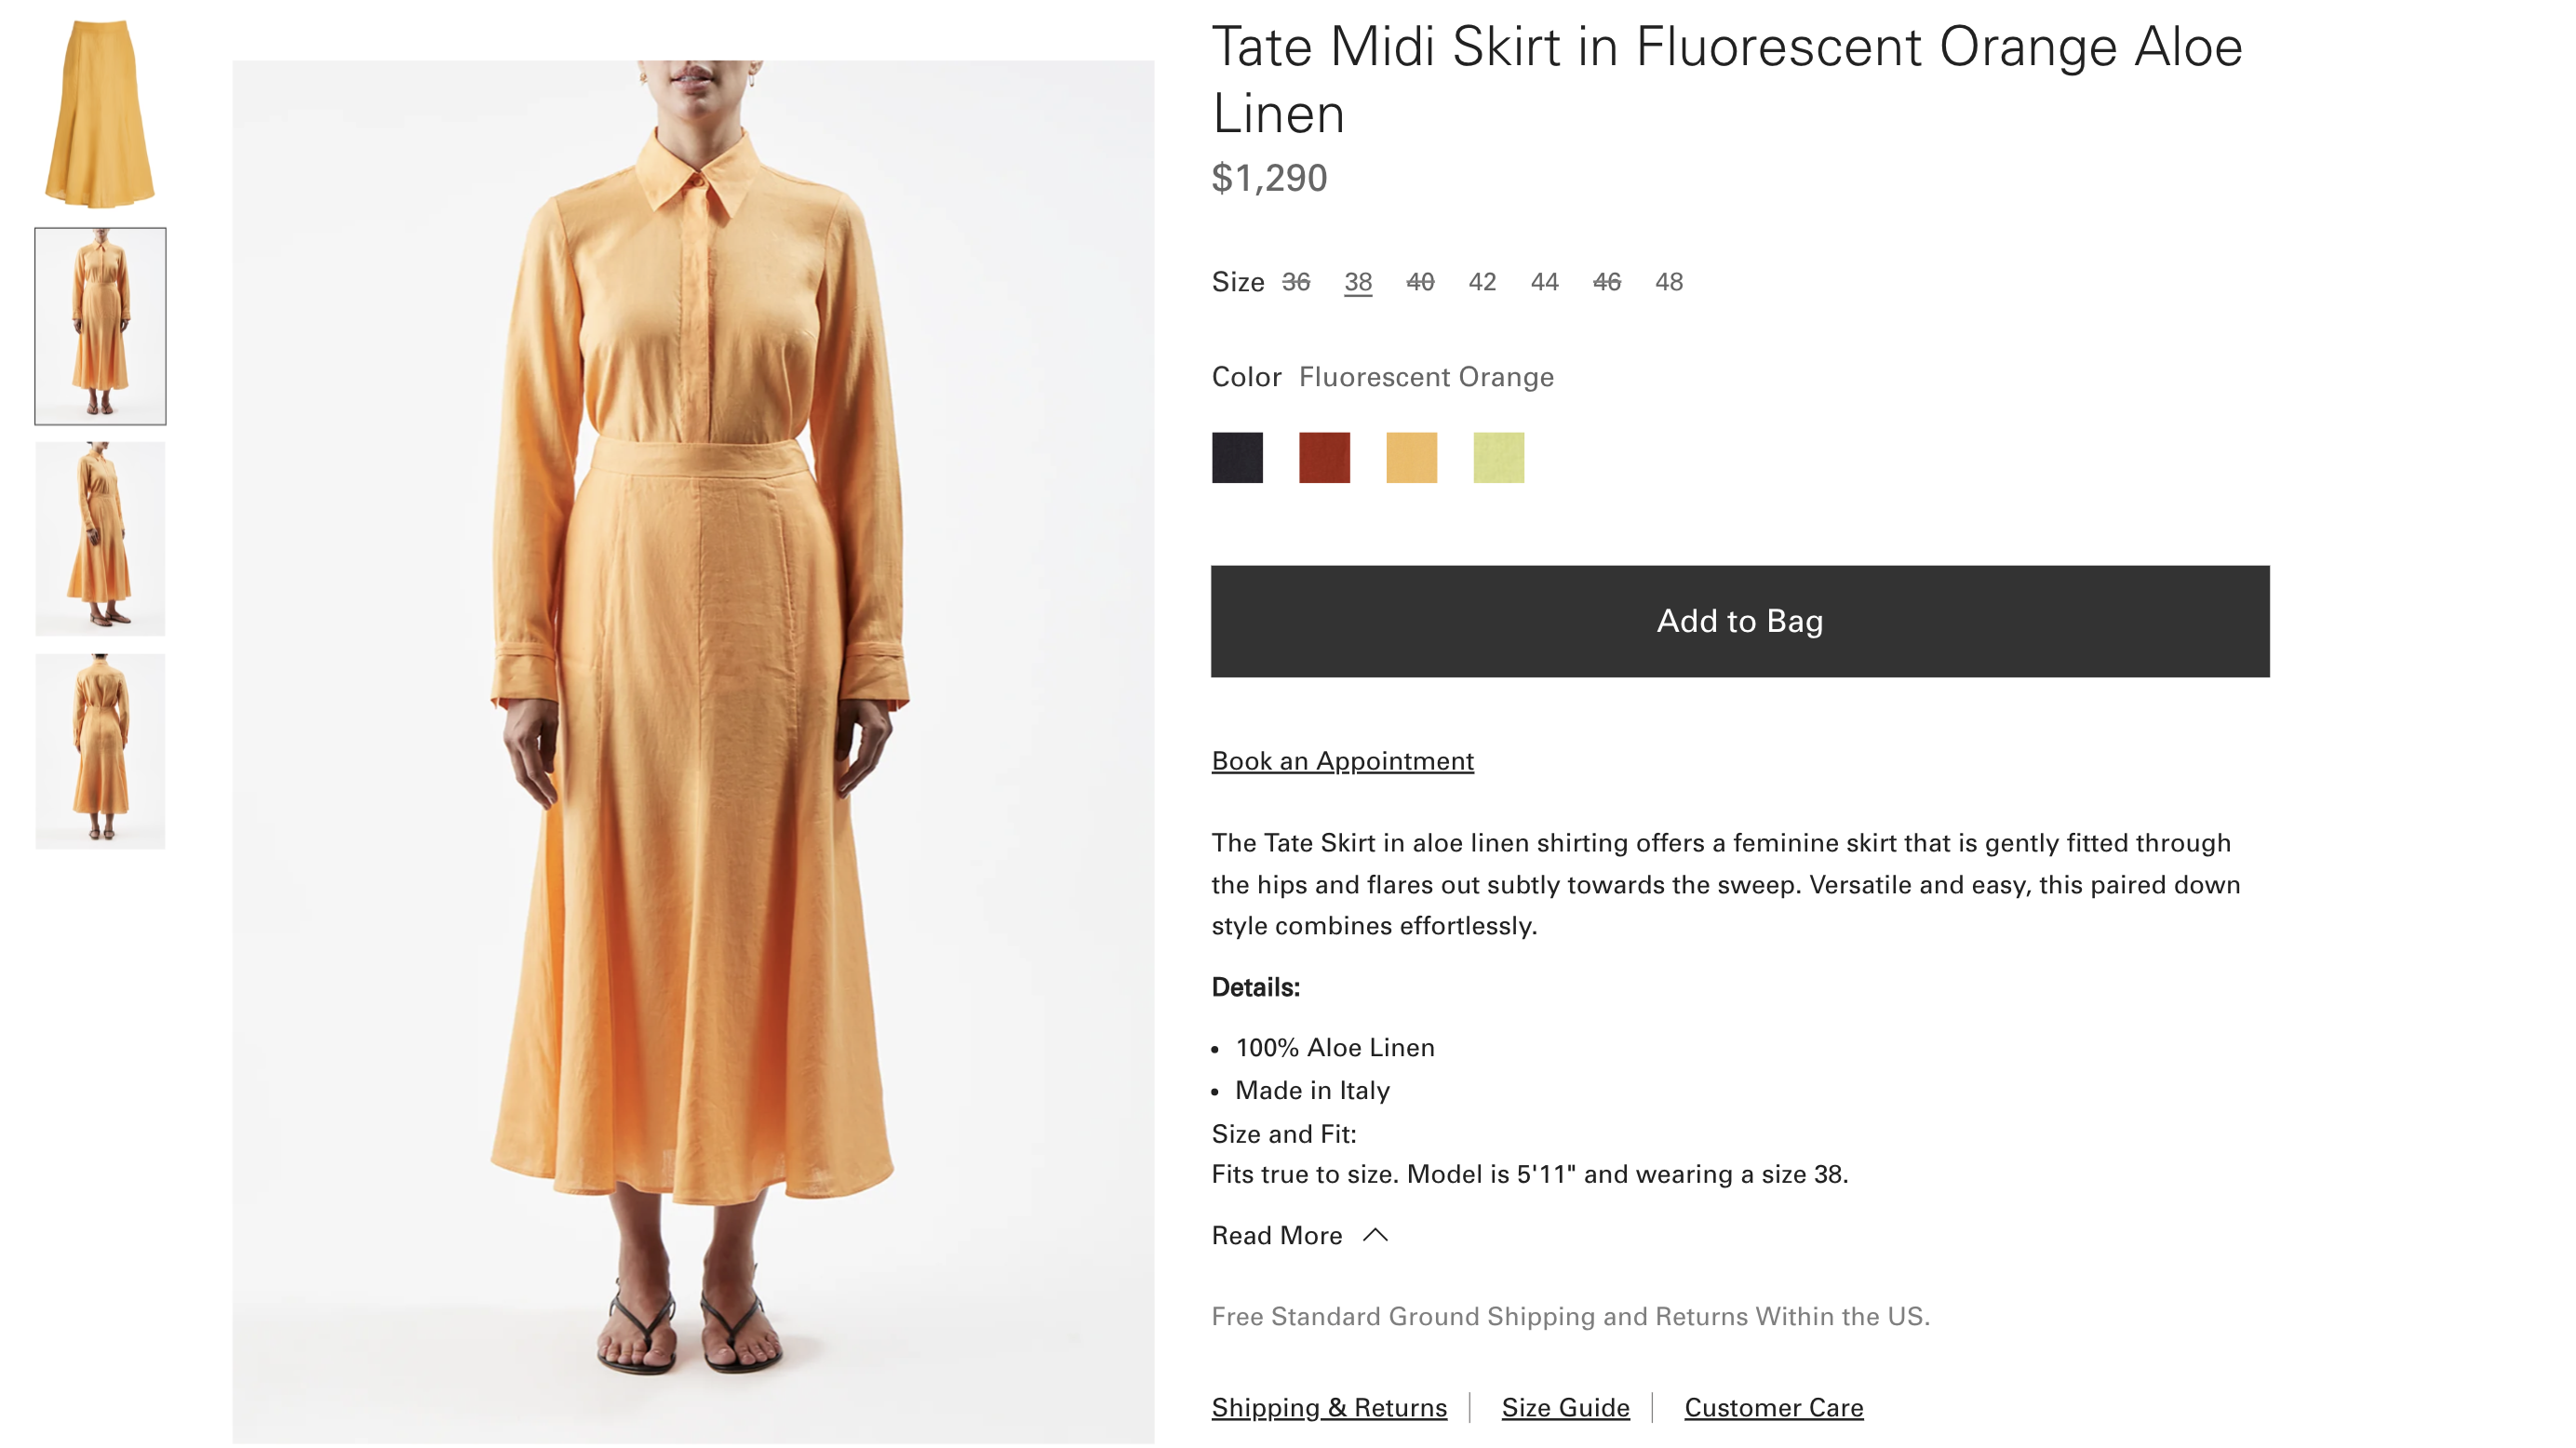 Tate Midi Skirt in Fluorescent Orange Aloe
Linen
$1,290
Size 36 38 40 42 44 46 48
Color Fluorescent Orange
Add to Bag
Book an Appointment
The Tate Skirt in aloe linen shirting offers a feminine skirt that is gently fitted through
the hips and flares out subtly towards the sweep. Versatile and easy, this paired down
style combines effortlessly.
Details:
• 100% Aloe Linen
• Made in Italy
Size and Fit:
Fits true to size. Model is 5'11" and wearing a size 38.
Read More
Free Standard Ground Shipping and Returns Within the US.
Shipping & Returns | Size Guide | Customer Care